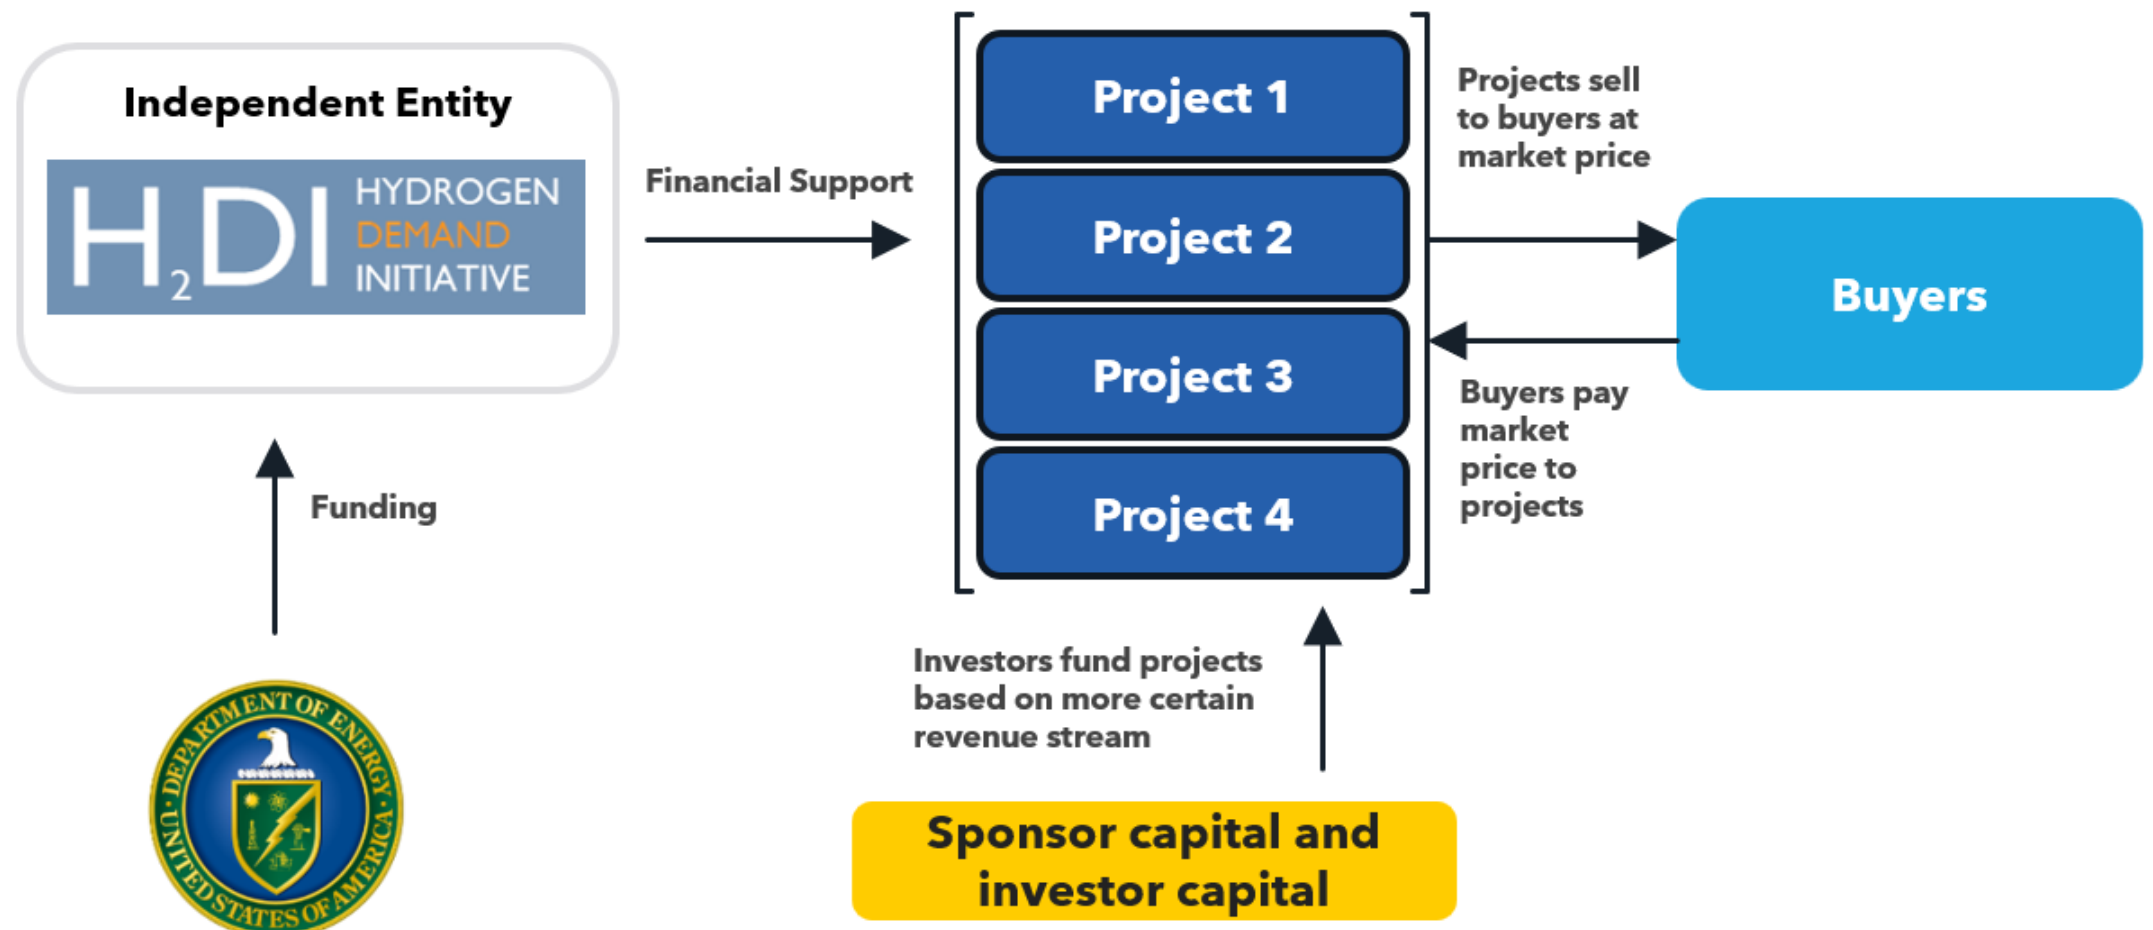 Independent Entity
H2DI
HYDROGEN
DEMAND
INITIATIVE
Financial Support
Funding
DEPARTMENT OF ENERGY
UNITED STATES OF AMERICA
Project 1
Project 2
Project 3
Project 4
Projects sell
to buyers at
market price
Buyers
Buyers pay
market
price to
projects
Investors fund projects
based on more certain
revenue stream
Sponsor capital and
investor capital